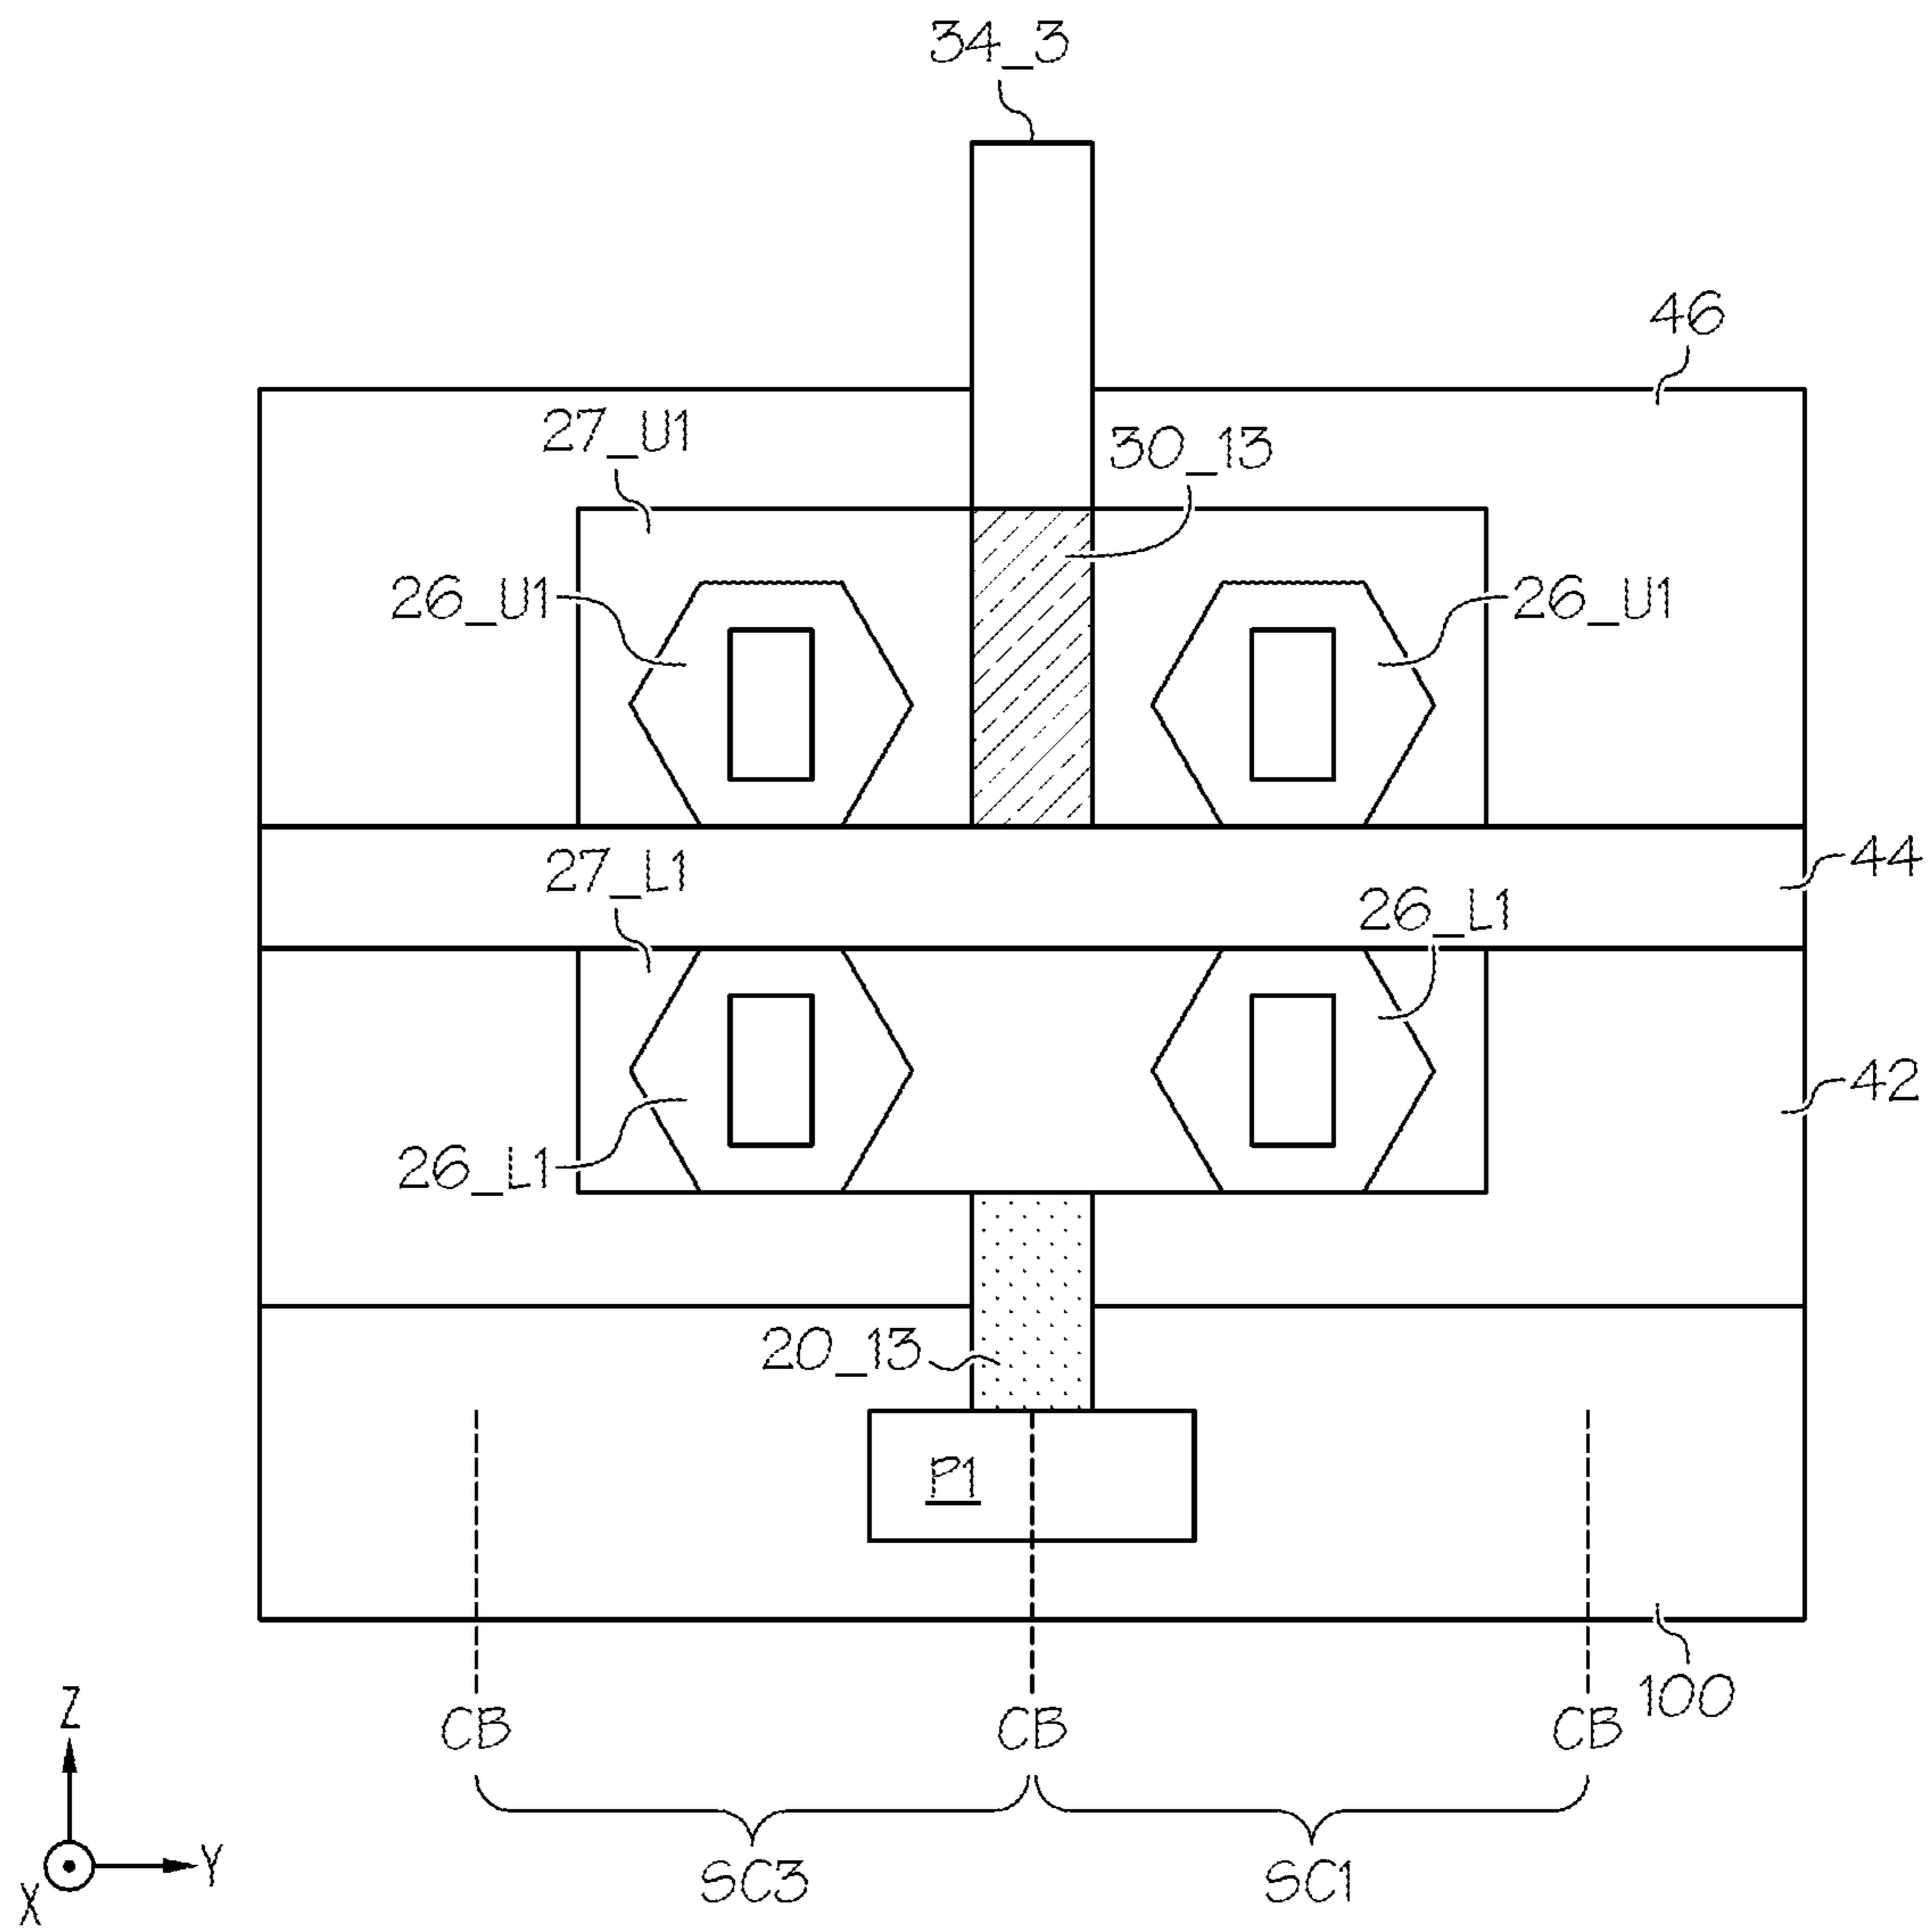 34_3
46
27_U1
30_13
26_U1
26_U1
27_L1
44
26_L1
42
26_L1
20_13
P1
100
CB
CB
CB
Z
Y
X
SC3
SC1